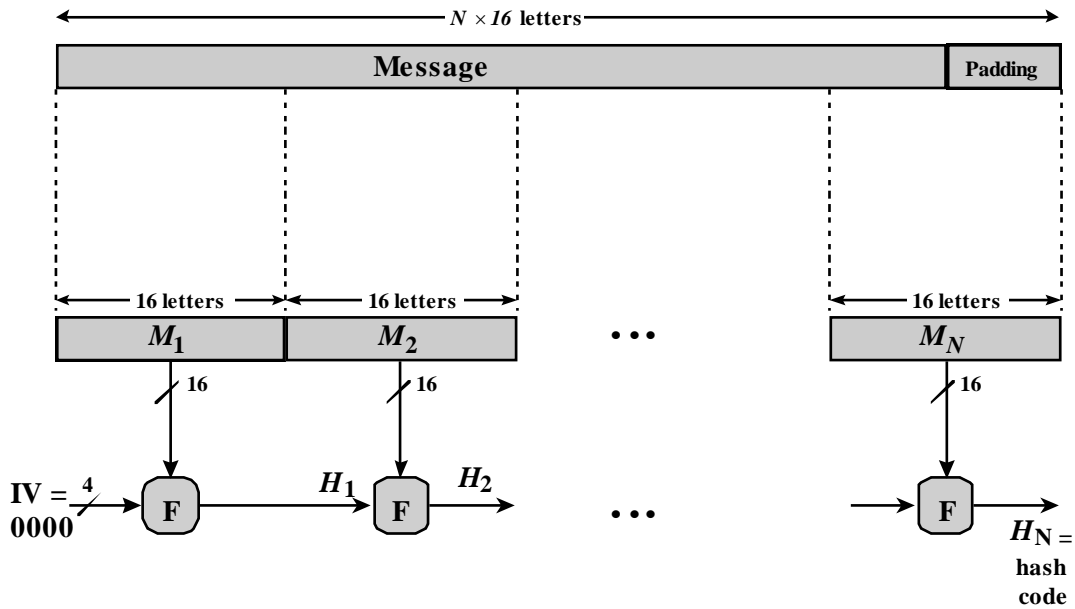 N × 16 letters
Message
Padding
16 letters
16 letters
16 letters
M1
M2
• • •
MN
16
16
16
IV =
0000
4
F
H1
F
H2
• • •
F
HN =
hash
code